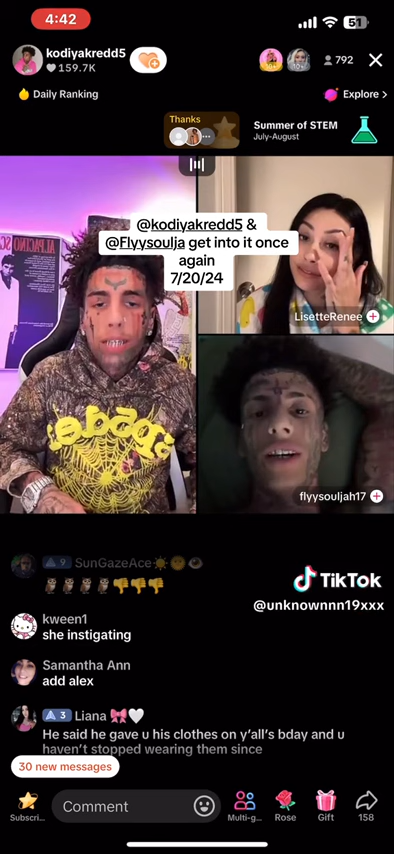 4:42
51
kodiyakredd5
159.7K
792
Daily Ranking
Explore >
Thanks
Summer of STEM
July-August
AL PACINO
SCARFACE
@kodiyakredd5 &
@Flyysoulja get into it once
again
7/20/24
LisetteRenee
flyysouljah17
9 SunGazeAce
TikTok
@unknownnn19xxx
kween1
she instigating
Samantha Ann
add alex
3 Liana
He said he gave u his clothes on y'all's bday and u
haven't stopped wearing them since
30 new messages
Subscri...
Comment
Multi-g...
Rose
Gift
158